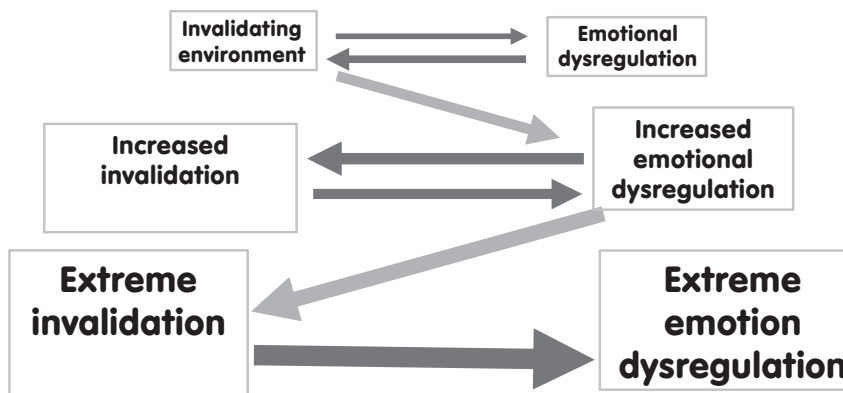 Invalidating
environment
Emotional
dysregulation
Increased
invalidation
Increased
emotional
dysregulation
Extreme
invalidation
Extreme
emotion
dysregulation